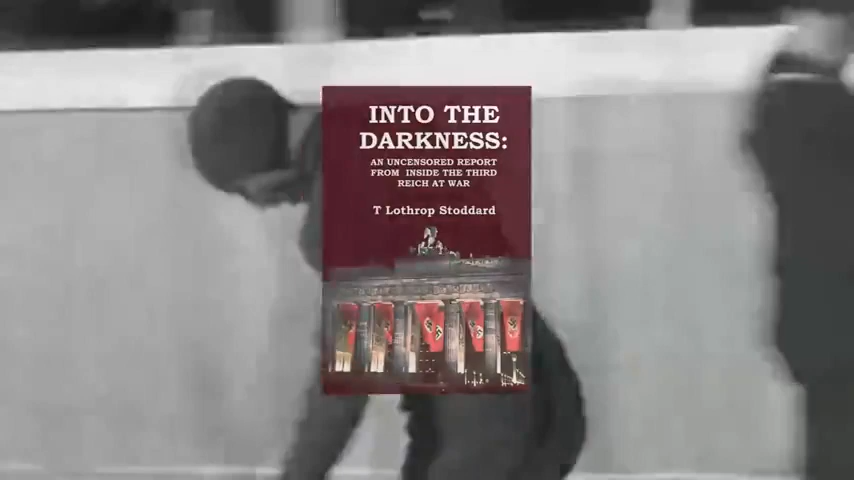 INTO THE
DARKNESS:
AN UNCENSORED REPORT
FROM INSIDE THE THIRD
REICH AT WAR
T Lothrop Stoddard